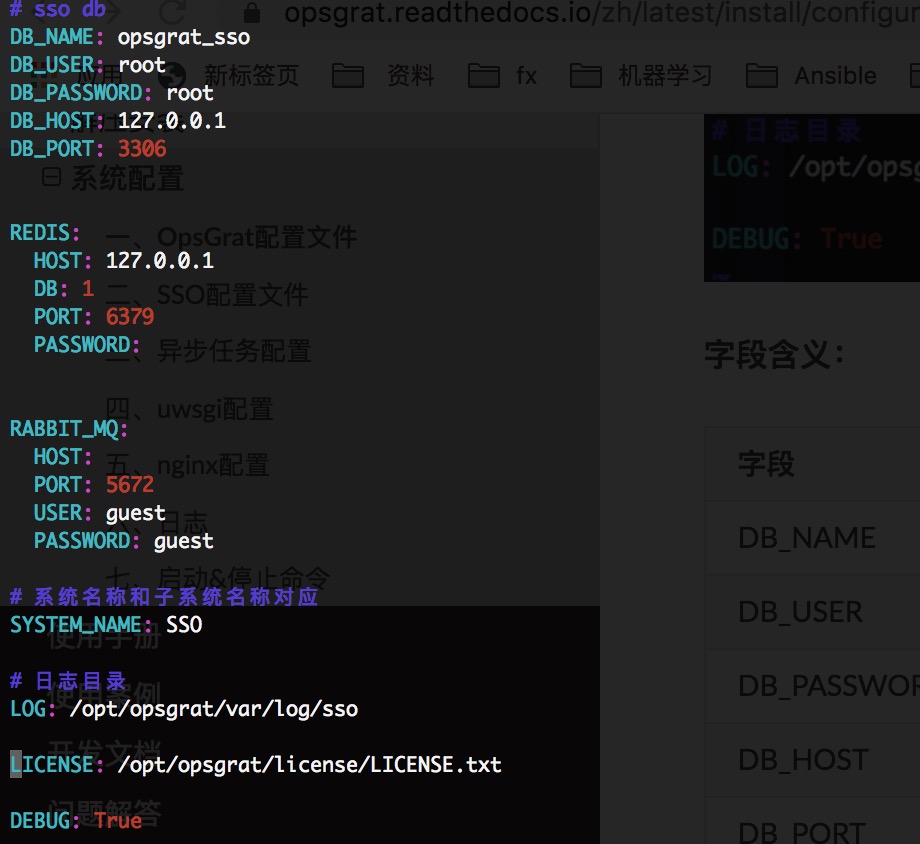 # sso db
DB_NAME: opsgrat_sso
DB_USER: root
DB_PASSWORD: root
DB_HOST: 127.0.0.1
DB_PORT: 3306
REDIS:
HOST: 127.0.0.1
DB: 1
PORT: 6379
PASSWORD:
RABBIT_MQ:
HOST:
PORT: 5672
USER: guest
PASSWORD: guest
# 系统名称和子系统名称对应
SYSTEM_NAME: SSO
# 日志目录
LOG: /opt/opsgrat/var/log/sso
LICENSE: /opt/opsgrat/license/LICENSE.txt
DEBUG: True
opsgrat.readthedocs.io/zh/latest/install/configur
应用 新标签页 资料 fx 机器学习 Ansible
系统配置
一、OpsGrat配置文件
二、SSO配置文件
三、异步任务配置
四、uwsgi配置
五、nginx配置
六、日志
七、启动&停止命令
使用手册
使用案例
开发文档
问题解答
# 日志目录
LOG: /opt/opsg
DEBUG: True
字段含义：
字段
DB_NAME
DB_USER
DB_PASSWOR
DB_HOST
DB_PORT